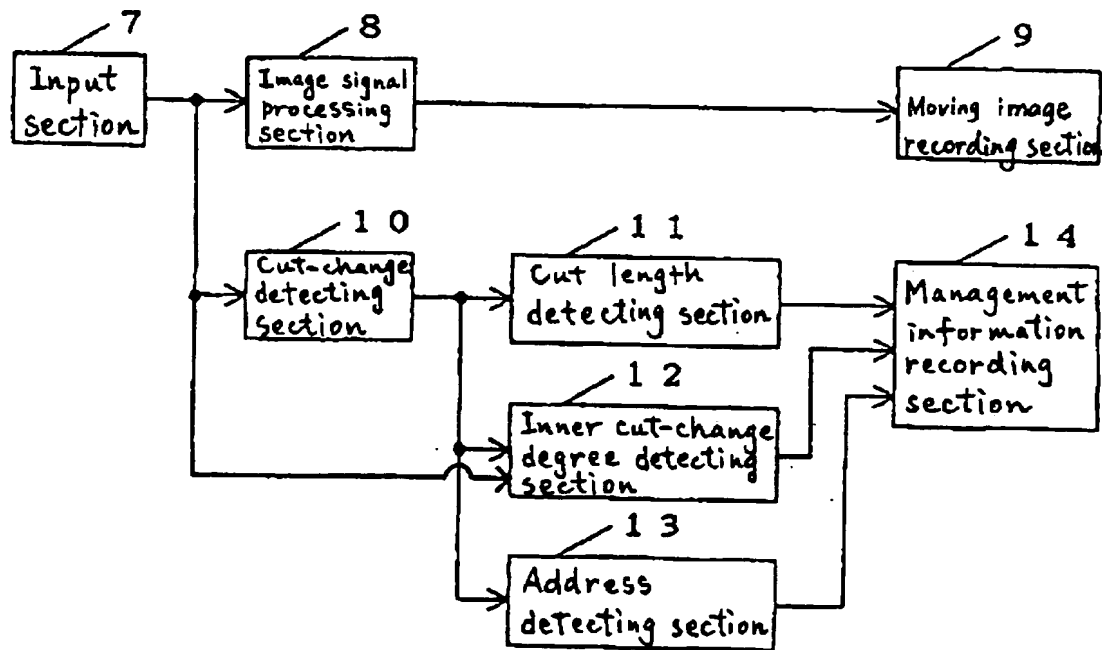 7
Input
section
8
Image signal
processing
section
9
Moving image
recording section
10
Cut-change
detecting
section
11
Cut length
detecting section
12
Inner cut-change
degree detecting
section
13
Address
detecting section
14
Management
information
recording
section